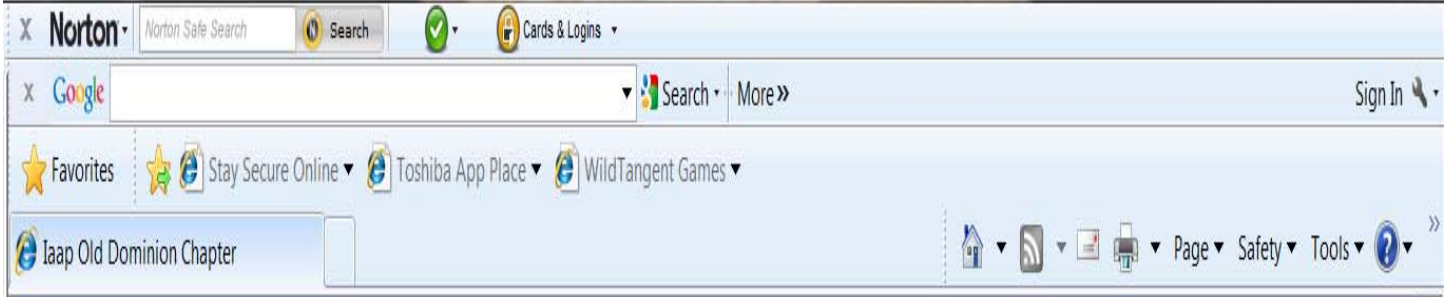 X Norton Norton Safe Search Search Cards & Logins
X Google Search More »
Sign In
Favorites Stay Secure Online Toshiba App Place WildTangent Games
Iaap Old Dominion Chapter
Page Safety Tools ? »